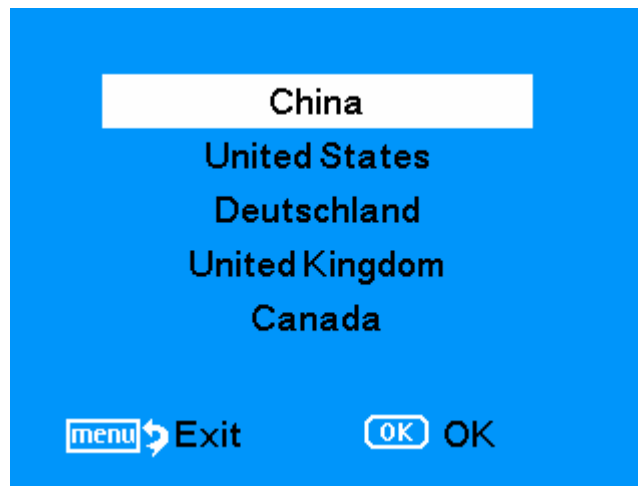 China
United States
Deutschland
United Kingdom
Canada
menu Exit OK OK